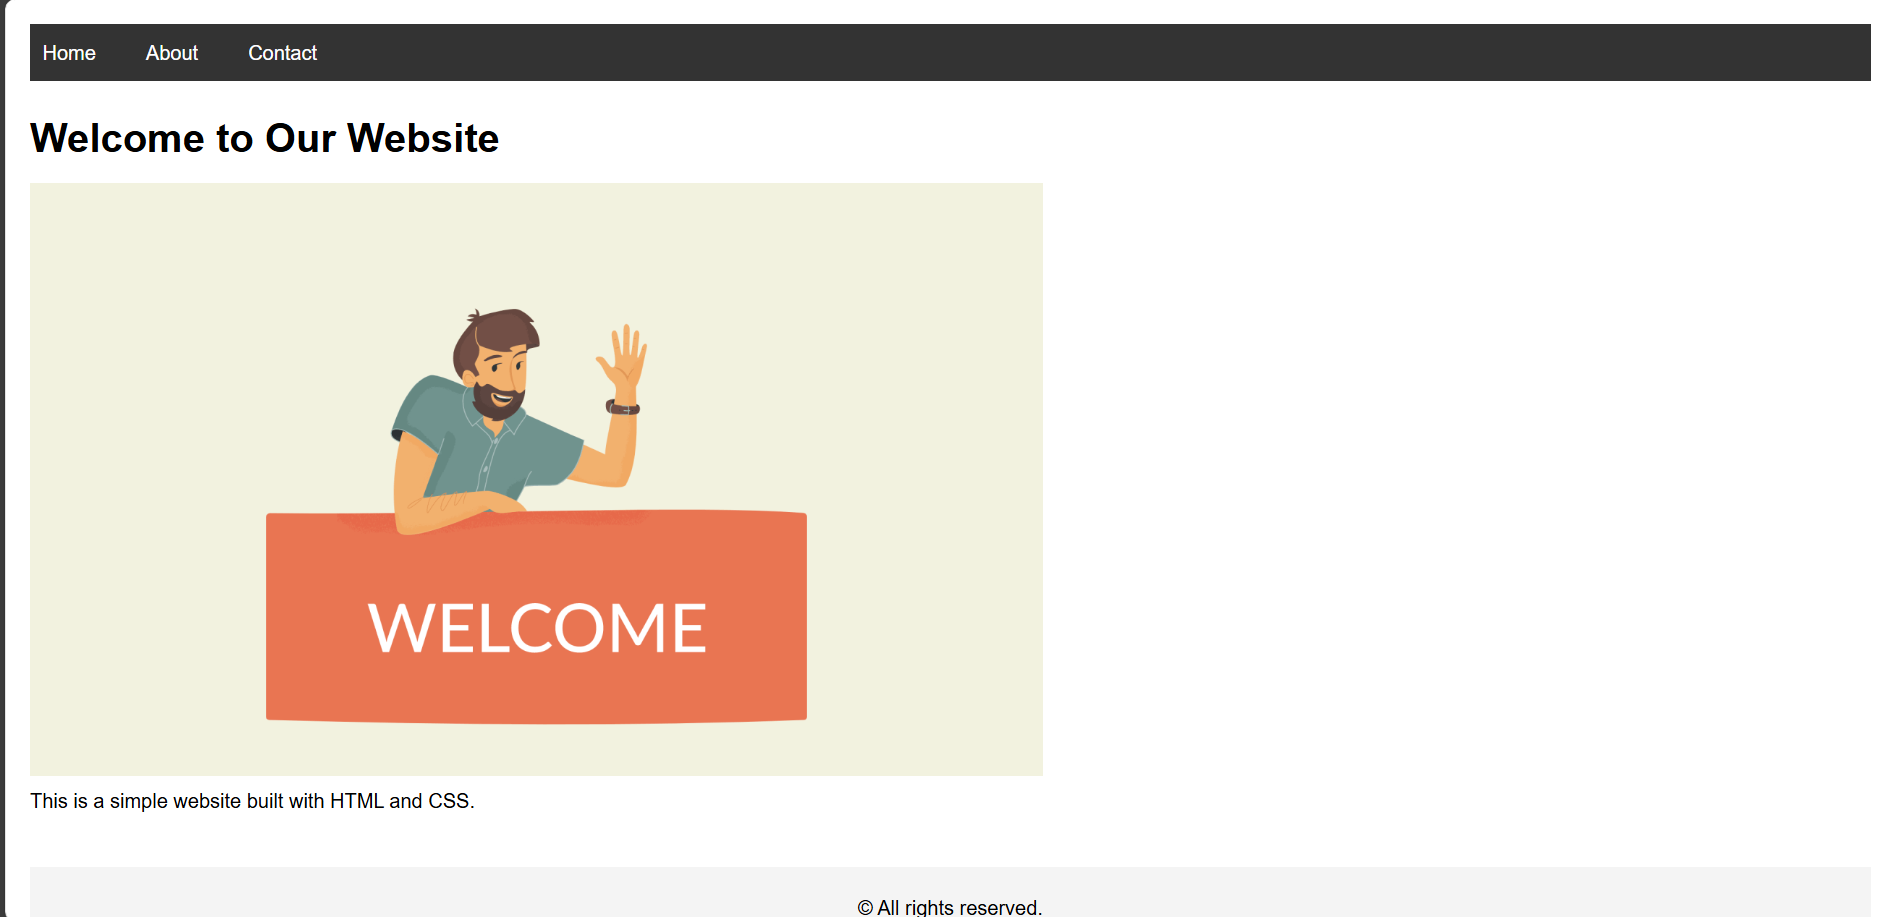 Home About Contact
Welcome to Our Website
WELCOME
This is a simple website built with HTML and CSS.
© All rights reserved.